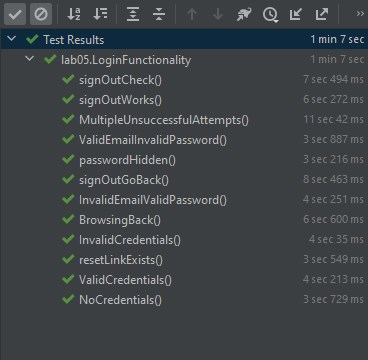 Test Results 1 min 7 sec
lab05.LoginFunctionality 1 min 7 sec
signOutCheck() 7 sec 494 ms
signOutWorks() 6 sec 272 ms
MultipleUnsuccessfulAttempts() 11 sec 42 ms
ValidEmailInvalidPassword() 3 sec 887 ms
passwordHidden() 3 sec 216 ms
signOutGoBack() 8 sec 463 ms
InvalidEmailValidPassword() 4 sec 251 ms
BrowsingBack() 6 sec 600 ms
InvalidCredentials() 4 sec 35 ms
resetLinkExists() 3 sec 549 ms
ValidCredentials() 4 sec 213 ms
NoCredentials() 3 sec 729 ms